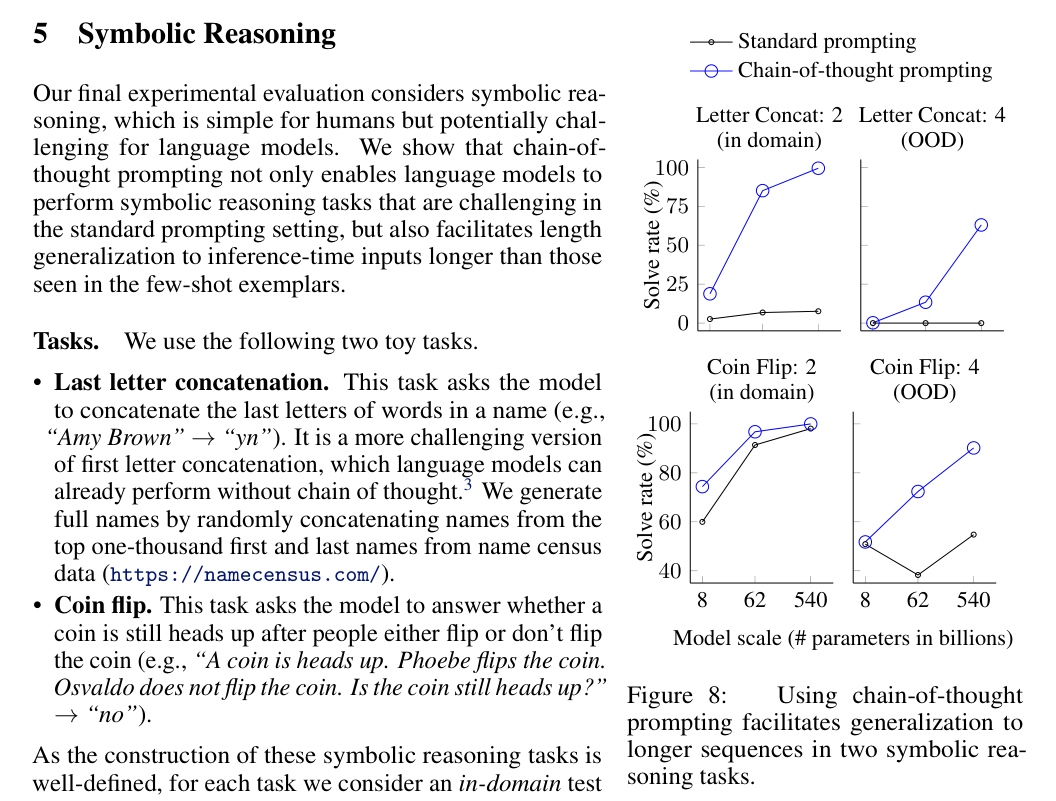 5 Symbolic Reasoning
Our final experimental evaluation considers symbolic rea-
soning, which is simple for humans but potentially chal-
lenging for language models. We show that chain-of-
thought prompting not only enables language models to
perform symbolic reasoning tasks that are challenging in
the standard prompting setting, but also facilitates length
generalization to inference-time inputs longer than those
seen in the few-shot exemplars.
Tasks. We use the following two toy tasks.
• Last letter concatenation. This task asks the model
to concatenate the last letters of words in a name (e.g.,
“Amy Brown” → “yn”). It is a more challenging version
of first letter concatenation, which language models can
already perform without chain of thought.3 We generate
full names by randomly concatenating names from the
top one-thousand first and last names from name census
data (https://namecensus.com/).
• Coin flip. This task asks the model to answer whether a
coin is still heads up after people either flip or don’t flip
the coin (e.g., “A coin is heads up. Phoebe flips the coin.
Osvaldo does not flip the coin. Is the coin still heads up?”
→ “no”).
As the construction of these symbolic reasoning tasks is
well-defined, for each task we consider an in-domain test
Standard prompting
Chain-of-thought prompting
Letter Concat: 2
(in domain)
Letter Concat: 4
(OOD)
Solve rate (%)
100
75
50
25
0
Coin Flip: 2
(in domain)
Coin Flip: 4
(OOD)
Solve rate (%)
100
80
60
40
8 62 540
8 62 540
Model scale (# parameters in billions)
Figure 8: Using chain-of-thought
prompting facilitates generalization to
longer sequences in two symbolic rea-
soning tasks.